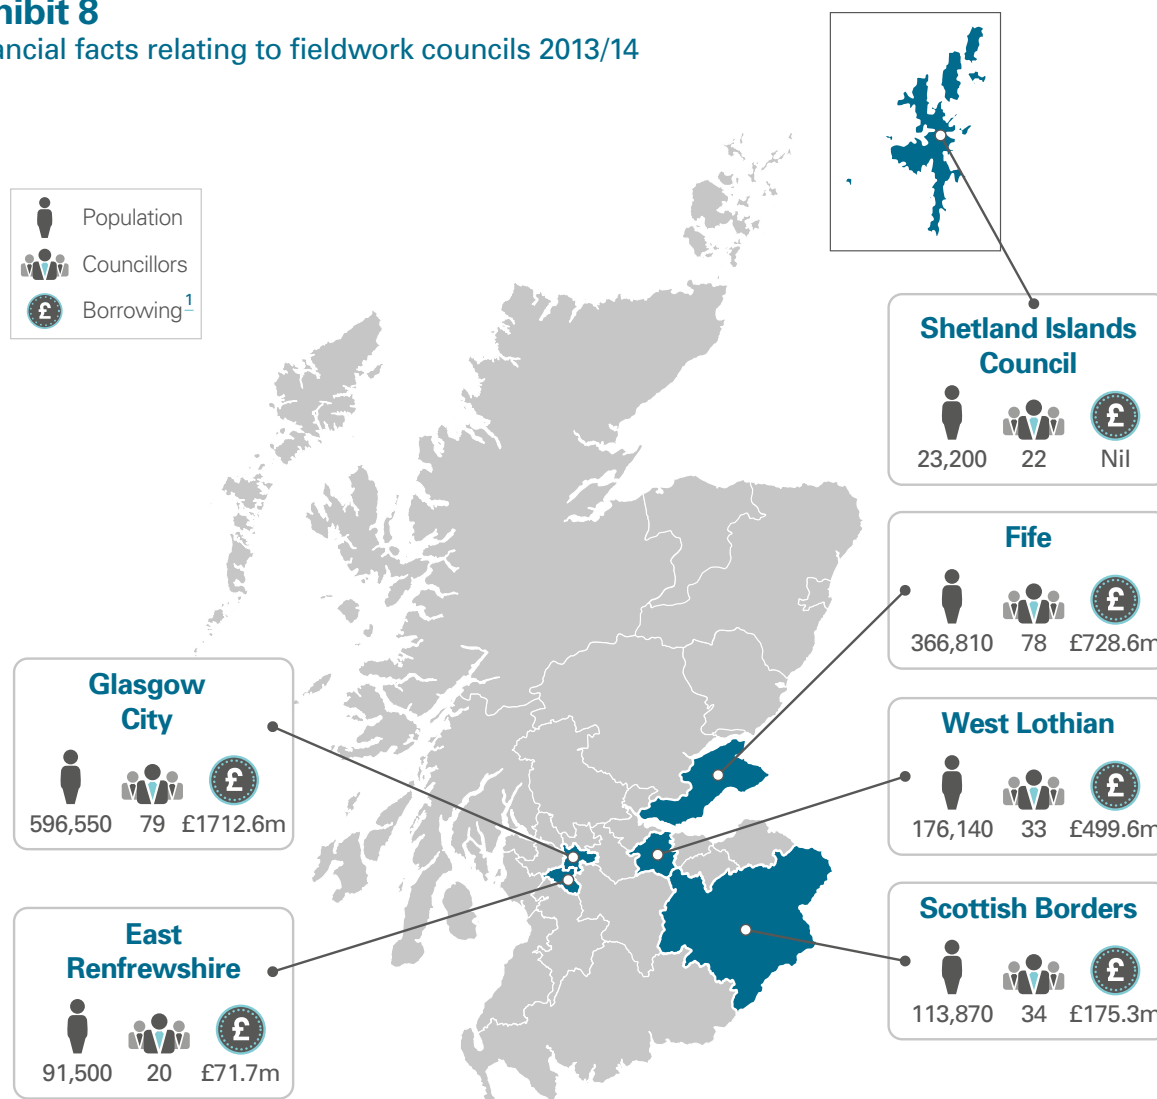 hibit 8
ancial facts relating to fieldwork councils 2013/14
Population
Councillors
Borrowing1
Shetland Islands
Council
23,200 22 Nil
Fife
366,810 78 £728.6m
Glasgow
City
596,550 79 £1712.6m
West Lothian
176,140 33 £499.6m
Scottish Borders
113,870 34 £175.3m
East
Renfrewshire
91,500 20 £71.7m